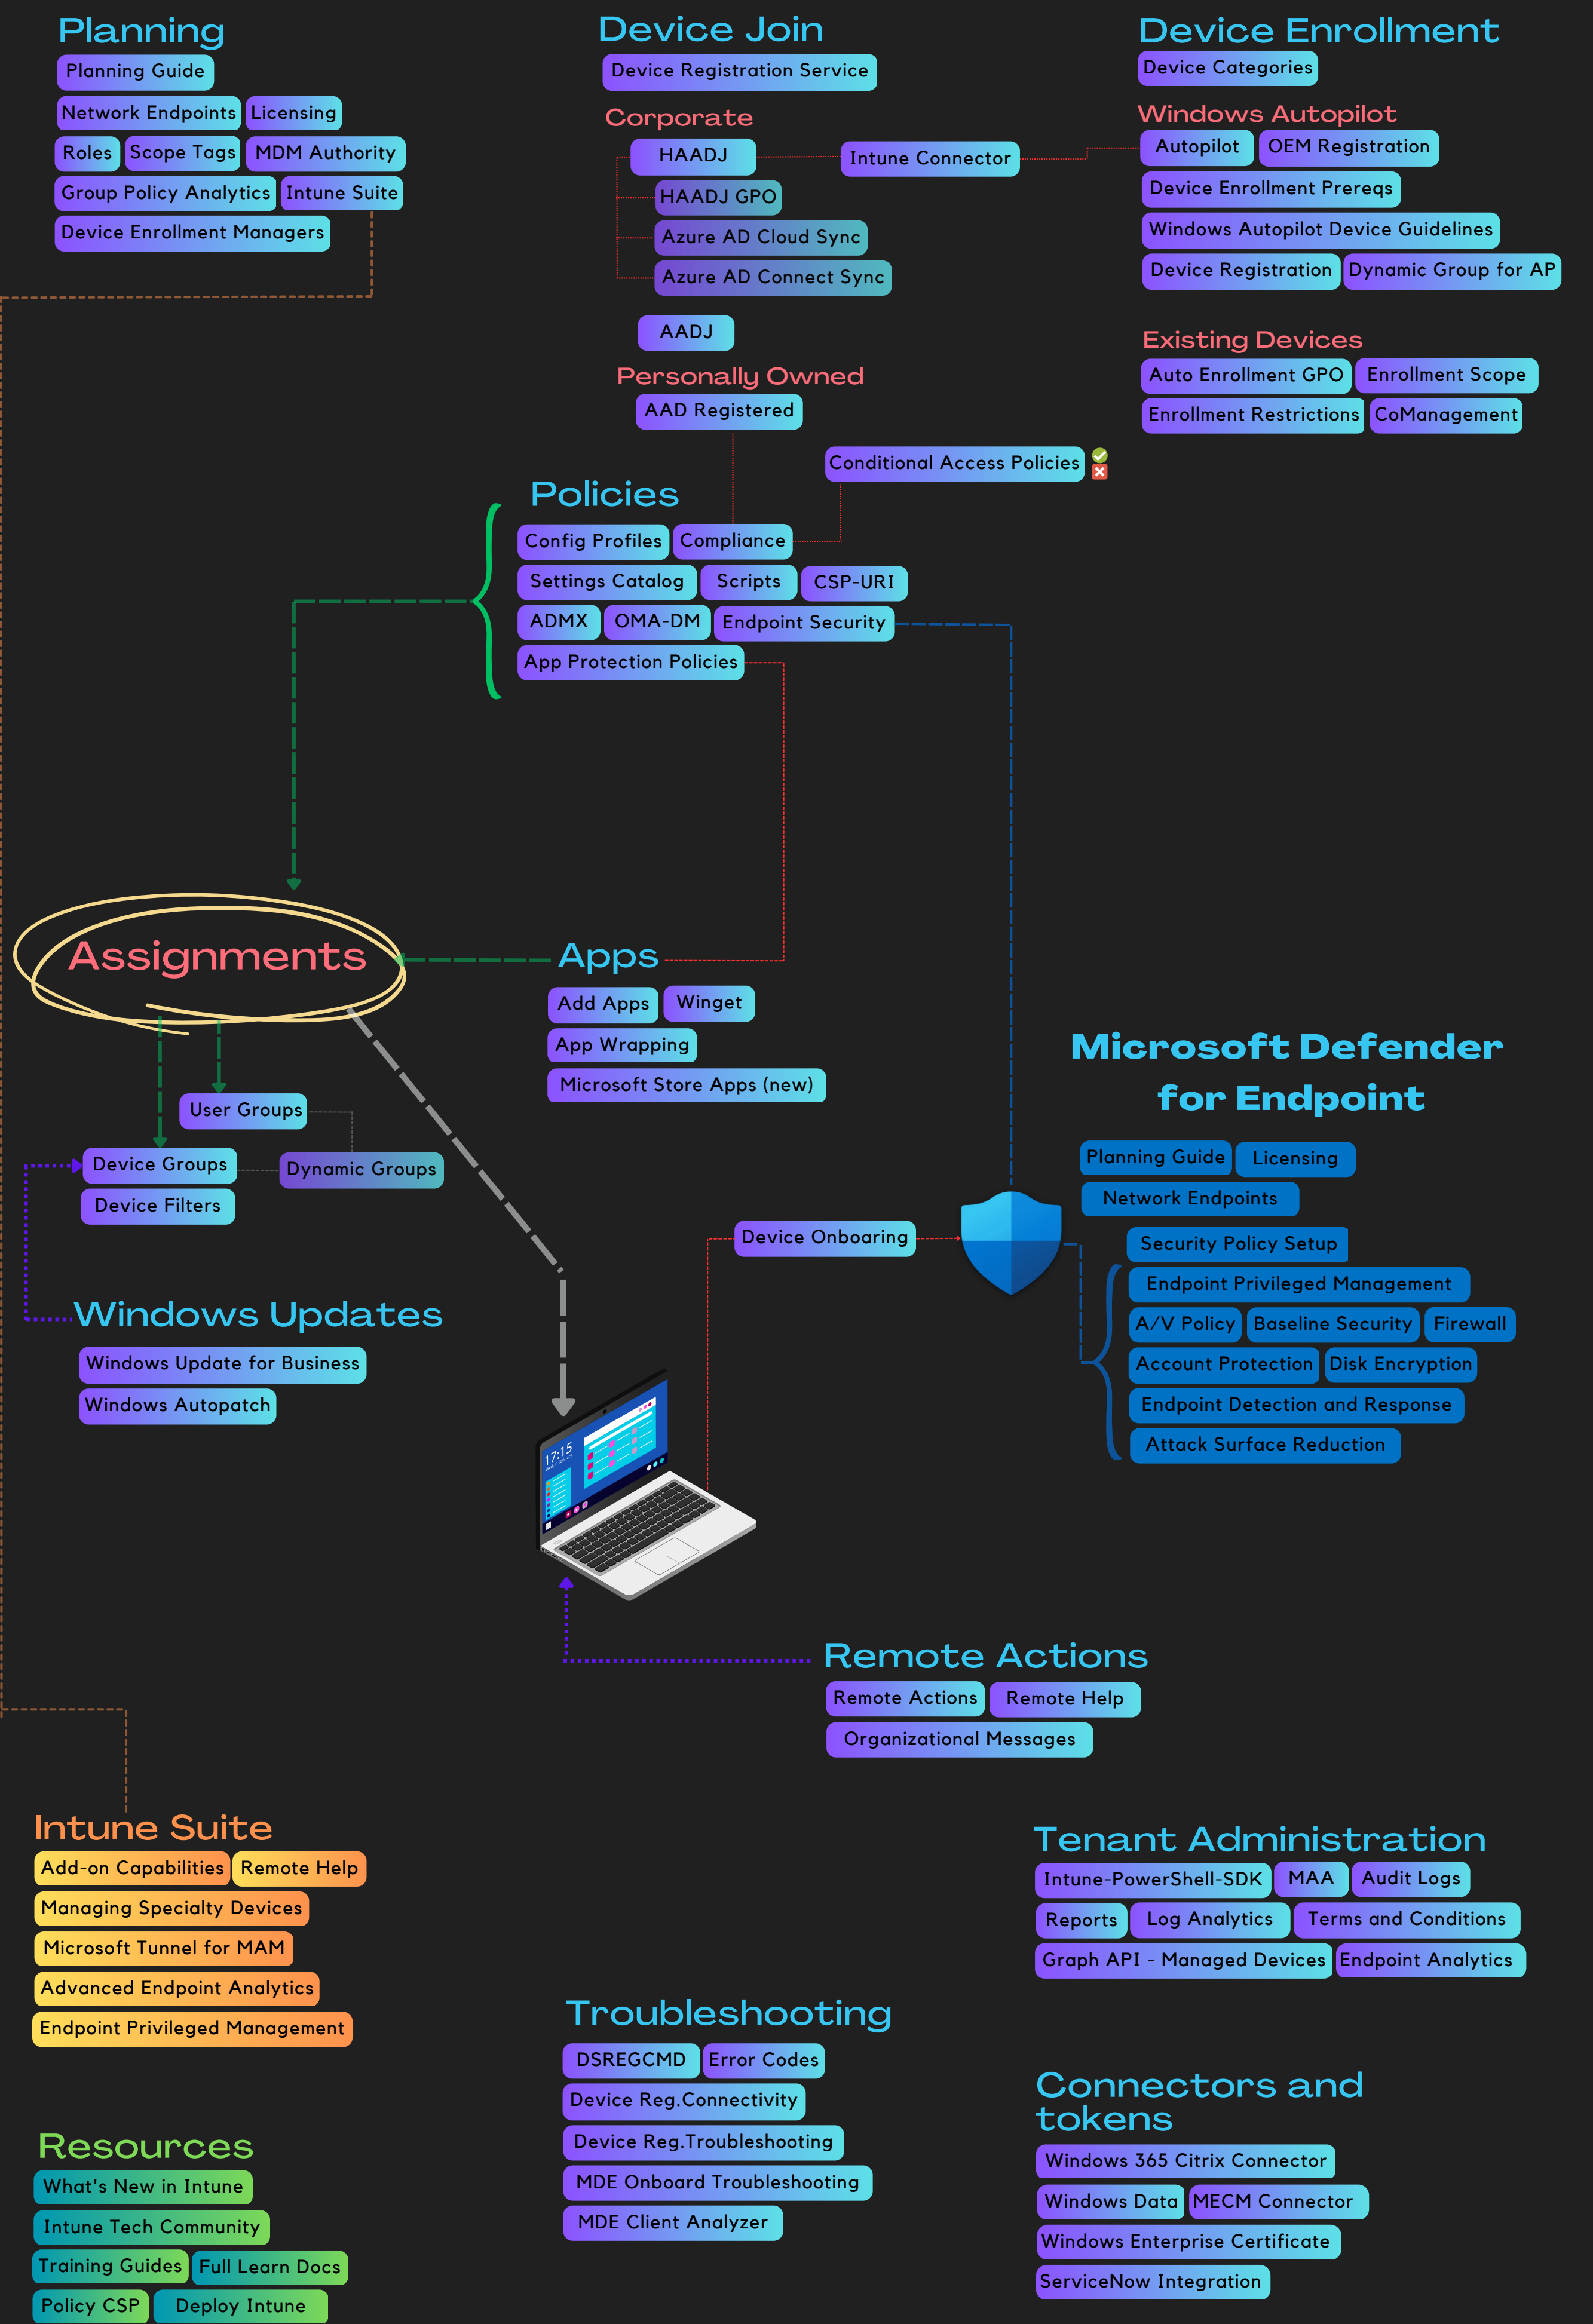 Planning
Planning Guide
Network Endpoints Licensing
Roles Scope Tags MDM Authority
Group Policy Analytics Intune Suite
Device Enrollment Managers
Device Join
Device Registration Service
Corporate
HAADJ
Intune Connector
HAADJ GPO
Azure AD Cloud Sync
Azure AD Connect Sync
AADJ
Personally Owned
AAD Registered
Device Enrollment
Device Categories
Windows Autopilot
Autopilot OEM Registration
Device Enrollment Prereqs
Windows Autopilot Device Guidelines
Device Registration Dynamic Group for AP
Existing Devices
Auto Enrollment GPO Enrollment Scope
Enrollment Restrictions CoManagement
Conditional Access Policies
Policies
Config Profiles Compliance
Settings Catalog Scripts CSP-URI
ADMX OMA-DM Endpoint Security
App Protection Policies
Assignments
Apps
Add Apps Winget
App Wrapping
Microsoft Store Apps (new)
User Groups
Device Groups Dynamic Groups
Device Filters
Windows Updates
Windows Update for Business
Windows Autopatch
Device Onboaring
17:15
Microsoft Defender
for Endpoint
Planning Guide Licensing
Network Endpoints
Security Policy Setup
Endpoint Privileged Management
A/V Policy Baseline Security Firewall
Account Protection Disk Encryption
Endpoint Detection and Response
Attack Surface Reduction
Remote Actions
Remote Actions Remote Help
Organizational Messages
Intune Suite
Add-on Capabilities Remote Help
Managing Specialty Devices
Microsoft Tunnel for MAM
Advanced Endpoint Analytics
Endpoint Privileged Management
Tenant Administration
Intune-PowerShell-SDK MAA Audit Logs
Reports Log Analytics Terms and Conditions
Graph API - Managed Devices Endpoint Analytics
Troubleshooting
DSREGCMD Error Codes
Device Reg.Connectivity
Device Reg.Troubleshooting
MDE Onboard Troubleshooting
MDE Client Analyzer
Connectors and
tokens
Windows 365 Citrix Connector
Windows Data MECM Connector
Windows Enterprise Certificate
ServiceNow Integration
Resources
What's New in Intune
Intune Tech Community
Training Guides Full Learn Docs
Policy CSP Deploy Intune